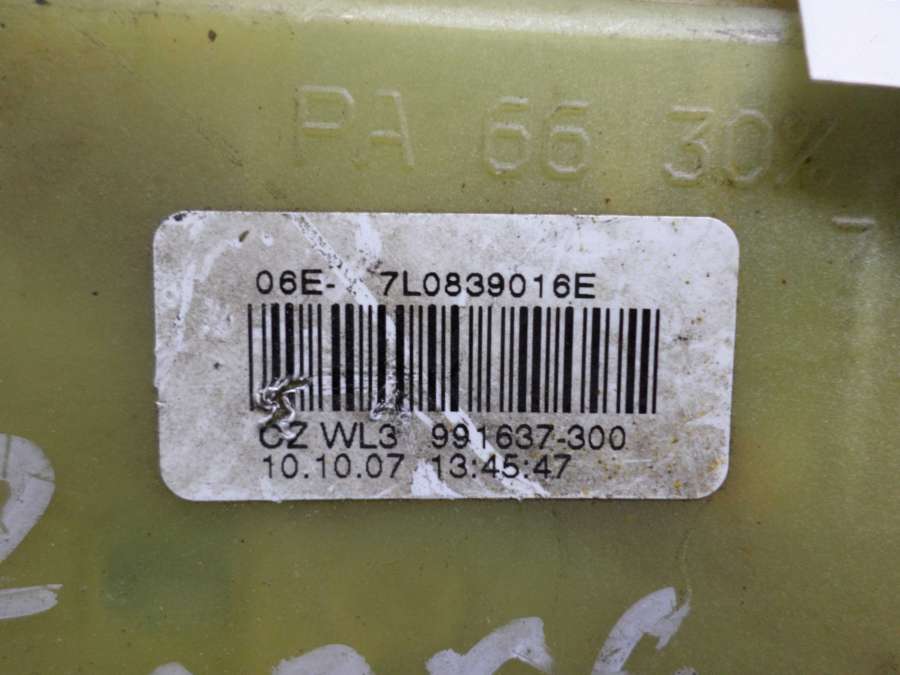 PA 66 30%
06E- 7L0839016E
CZ WL3 991637-300
10.10.07 13:45:47